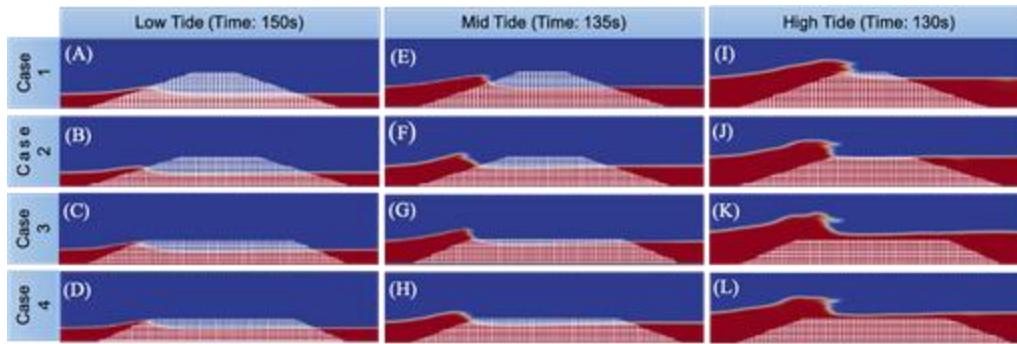 Low Tide (Time: 150s) Mid Tide (Time: 135s) High Tide (Time: 130s)
Case 1 (A) (E) (I)
Case 2 (B) (F) (J)
Case 3 (C) (G) (K)
Case 4 (D) (H) (L)